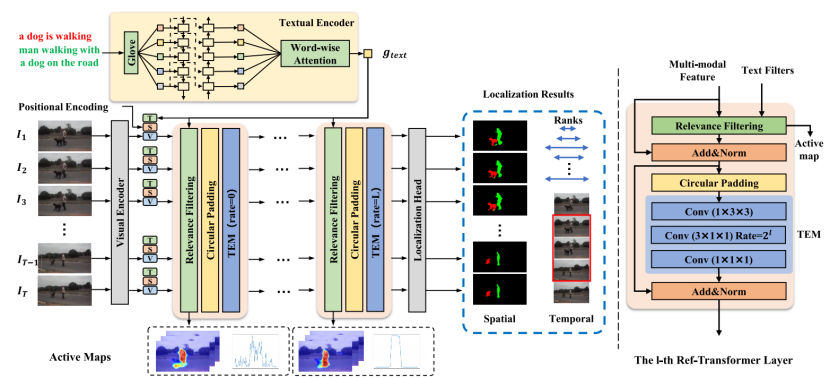 Textual Encoder
a dog is walking
man walking with
a dog on the road
Glove
Word-wise
Attention
g_text
Positional Encoding
I_1
I_2
I_3
I_{T-1}
I_T
Visual Encoder
T
S
V
T
S
V
T
S
V
T
S
V
T
S
V
Relevance Filtering
Circular Padding
TEM (rate=0)
Relevance Filtering
Circular Padding
TEM (rate=L)
Localization Head
Active Maps
Localization Results
Ranks
Spatial
Temporal
Multi-modal
Feature
Text Filters
Relevance Filtering
Active
map
Add&Norm
Circular Padding
Conv (1×3×3)
Conv (3×1×1) Rate=2^l
Conv (1×1×1)
TEM
Add&Norm
The l-th Ref-Transformer Layer